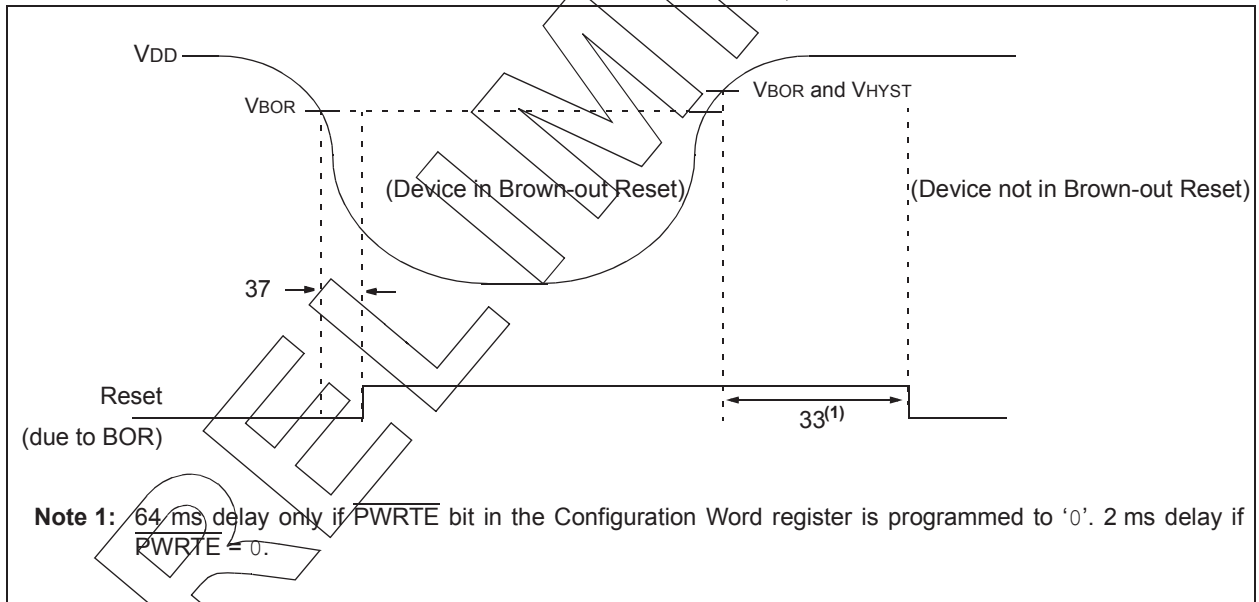 VDD
VBOR
VBOR and VHYST
(Device in Brown-out Reset)
(Device not in Brown-out Reset)
37
Reset
(due to BOR)
33(1)
Note 1: 64 ms delay only if PWRTE bit in the Configuration Word register is programmed to ‘0’. 2 ms delay if
PWRTE = 0.